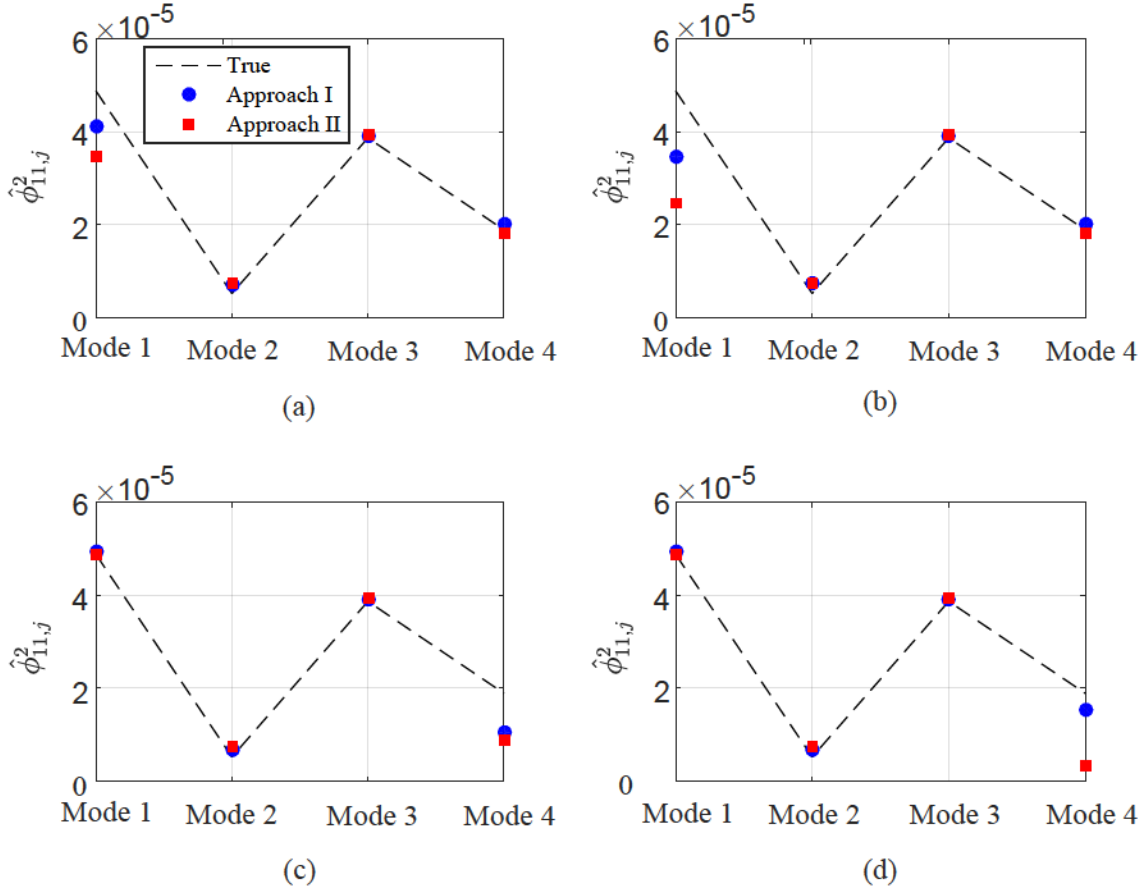 6 ×10⁻⁵
4
2
0
φ̂²₁₁,ⱼ
True
Approach I
Approach II
Mode 1 Mode 2 Mode 3 Mode 4
(a)
6 ×10⁻⁵
4
2
0
φ̂²₁₁,ⱼ
Mode 1 Mode 2 Mode 3 Mode 4
(b)
6 ×10⁻⁵
4
2
0
φ̂²₁₁,ⱼ
Mode 1 Mode 2 Mode 3 Mode 4
(c)
6 ×10⁻⁵
4
2
0
φ̂²₁₁,ⱼ
Mode 1 Mode 2 Mode 3 Mode 4
(d)